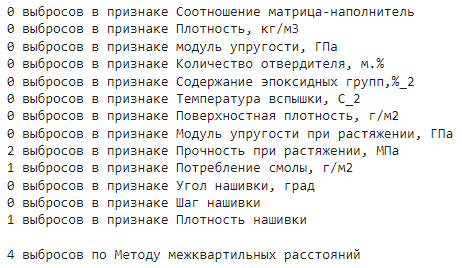 0 выбросов в признаке Соотношение матрица-наполнитель
0 выбросов в признаке Плотность, кг/м3
0 выбросов в признаке модуль упругости, ГПа
0 выбросов в признаке Количество отвердителя, м.%
0 выбросов в признаке Содержание эпоксидных групп,%_2
0 выбросов в признаке Температура вспышки, С_2
0 выбросов в признаке Поверхностная плотность, г/м2
0 выбросов в признаке Модуль упругости при растяжении, ГПа
2 выбросов в признаке Прочность при растяжении, МПа
1 выбросов в признаке Потребление смолы, г/м2
0 выбросов в признаке Угол нашивки, град
0 выбросов в признаке Шаг нашивки
1 выбросов в признаке Плотность нашивки
4 выбросов по Методу межквартильных расстояний